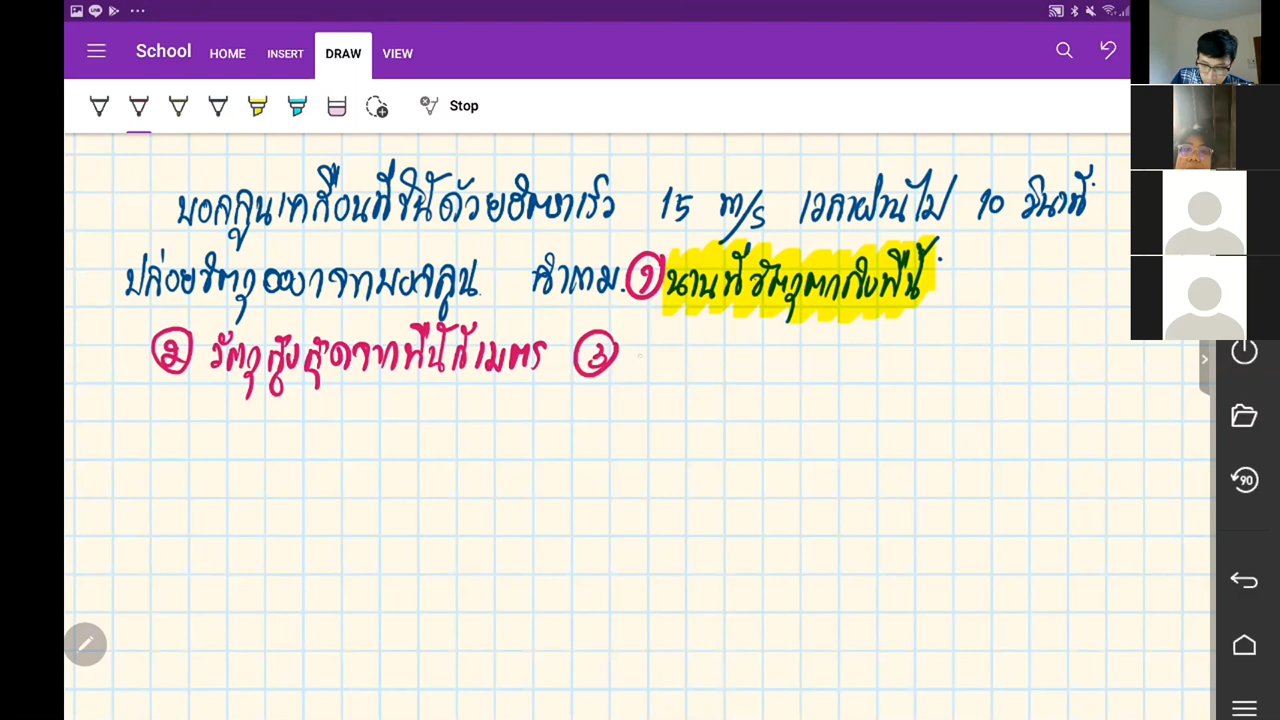 School HOME INSERT DRAW VIEW
Stop
บอลลูนเคลื่อนที่ขึ้นด้วยอัตราเร็ว 15 m/s เวลาผ่านไป 10 วินาที
ปล่อยวัตถุออกจากบอลลูน คำถาม ① นานที่วัตถุตกถึงพื้น
② วัตถุสูงสุดจากพื้นกี่เมตร ③
90